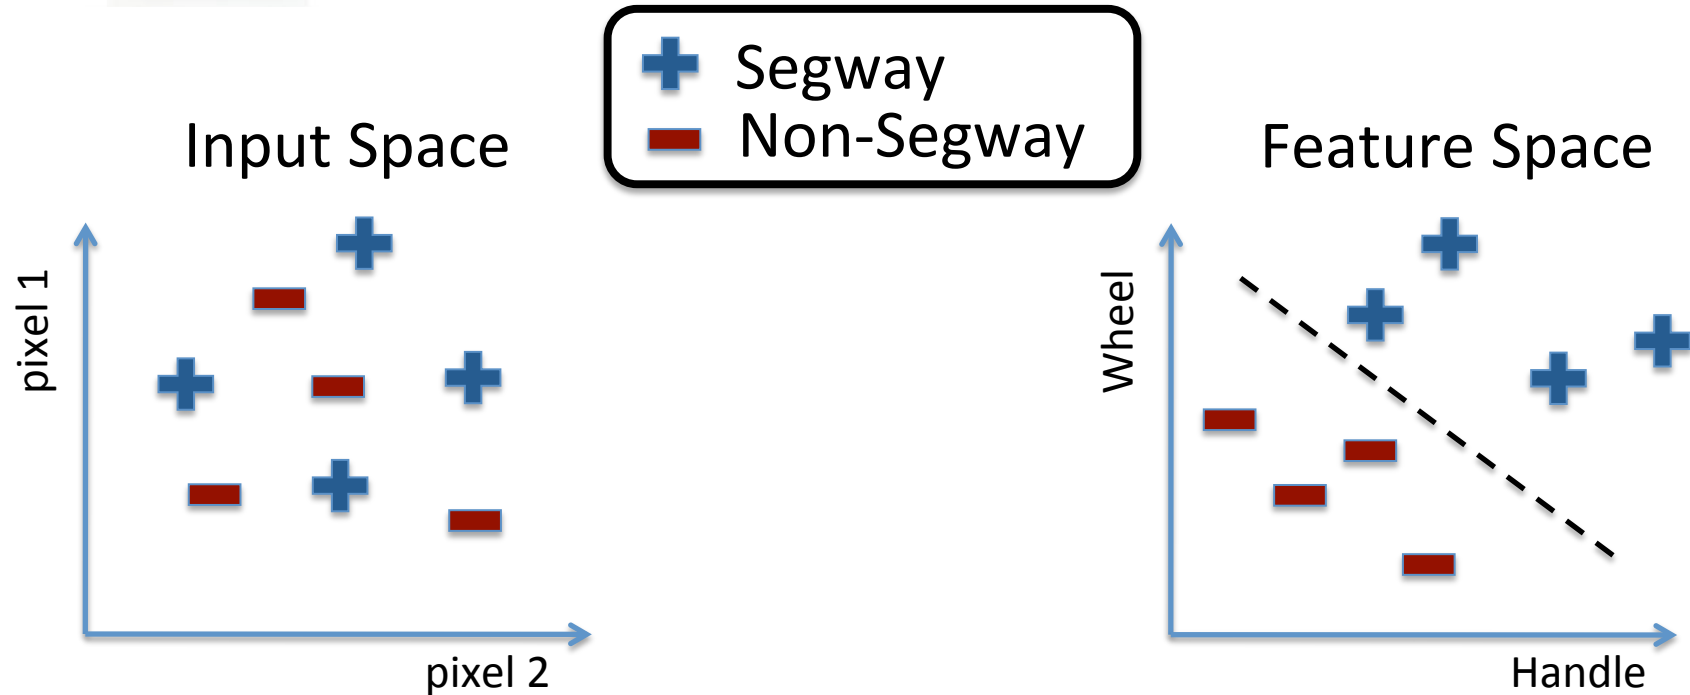 Segway
Non-Segway
Input Space
Feature Space
pixel 1
pixel 2
Wheel
Handle